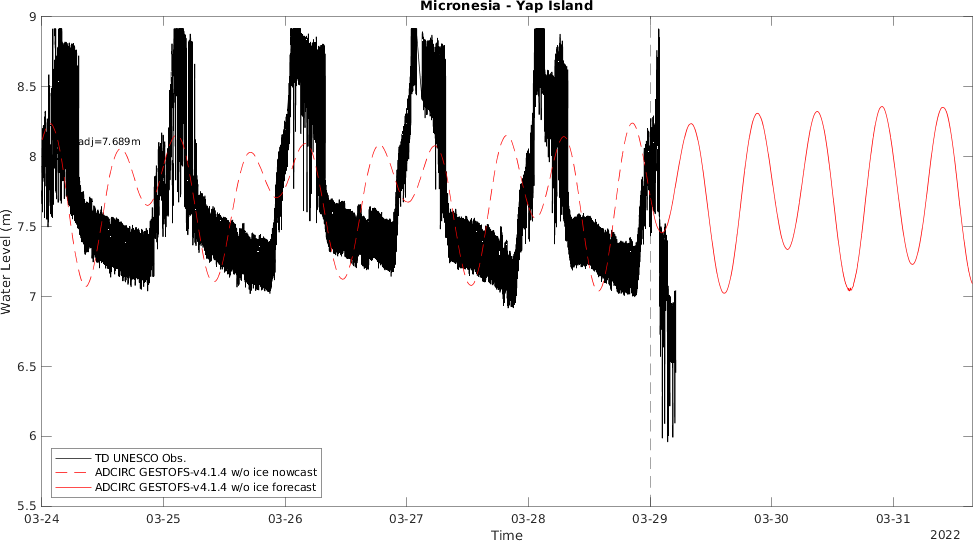 Micronesia - Yap Island
9
8.5
8
7.5
7
6.5
6
5.5
Water Level (m)
adj=7.689m
TD UNESCO Obs.
ADCIRC GESTOFS-v4.1.4 w/o ice nowcast
ADCIRC GESTOFS-v4.1.4 w/o ice forecast
03-24 03-25 03-26 03-27 03-28 03-29 03-30 03-31
Time
2022